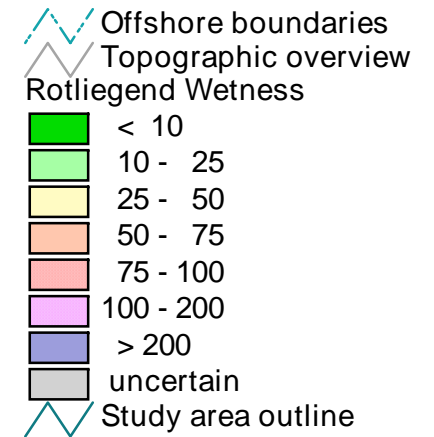 Offshore boundaries
Topographic overview
Rotliegend Wetness
< 10
10 - 25
25 - 50
50 - 75
75 - 100
100 - 200
> 200
uncertain
Study area outline